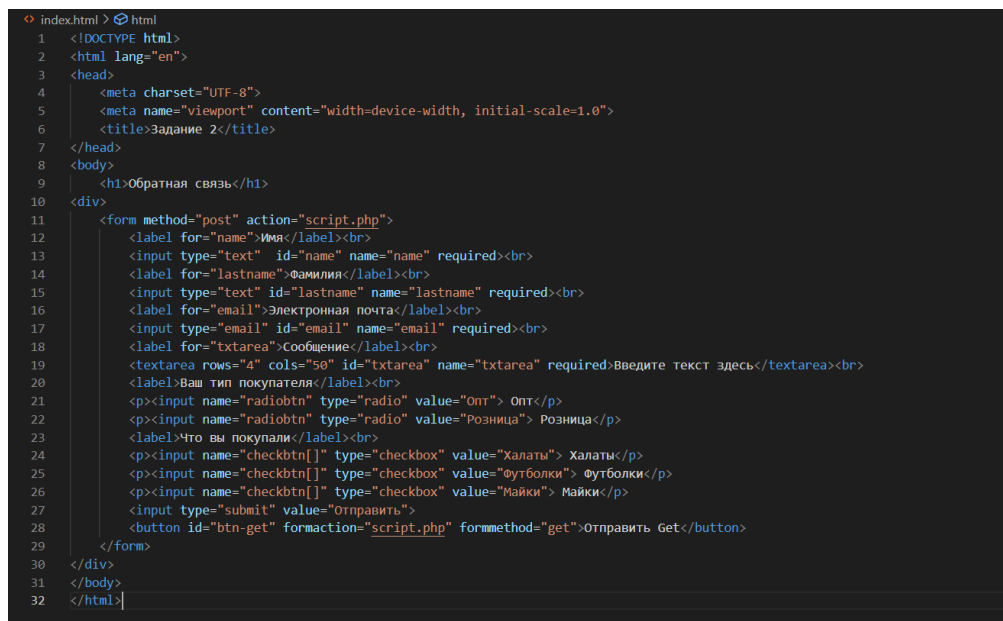 index.html > html
1 <!DOCTYPE html>
2 <html lang="en">
3 <head>
4     <meta charset="UTF-8">
5     <meta name="viewport" content="width=device-width, initial-scale=1.0">
6     <title>Задание 2</title>
7 </head>
8 <body>
9     <h1>Обратная связь</h1>
10 <div>
11     <form method="post" action="script.php">
12         <label for="name">Имя</label><br>
13         <input type="text"  id="name" name="name" required><br>
14         <label for="lastname">Фамилия</label><br>
15         <input type="text" id="lastname" name="lastname" required><br>
16         <label for="email">Электронная почта</label><br>
17         <input type="email" id="email" name="email" required><br>
18         <label for="txtarea">Сообщение</label><br>
19         <textarea rows="4" cols="50" id="txtarea" name="txtarea" required>Введите текст здесь</textarea><br>
20         <label>Ваш тип покупателя</label><br>
21         <p><input name="radiobtn" type="radio" value="Опт"> Опт</p>
22         <p><input name="radiobtn" type="radio" value="Розница"> Розница</p>
23         <label>Что вы покупали</label><br>
24         <p><input name="checkbtn[]" type="checkbox" value="Халаты"> Халаты</p>
25         <p><input name="checkbtn[]" type="checkbox" value="Футболки"> Футболки</p>
26         <p><input name="checkbtn[]" type="checkbox" value="Майки"> Майки</p>
27         <input type="submit" value="Отправить">
28         <button id="btn-get" formaction="script.php" formmethod="get">Отправить Get</button>
29     </form>
30 </div>
31 </body>
32 </html>